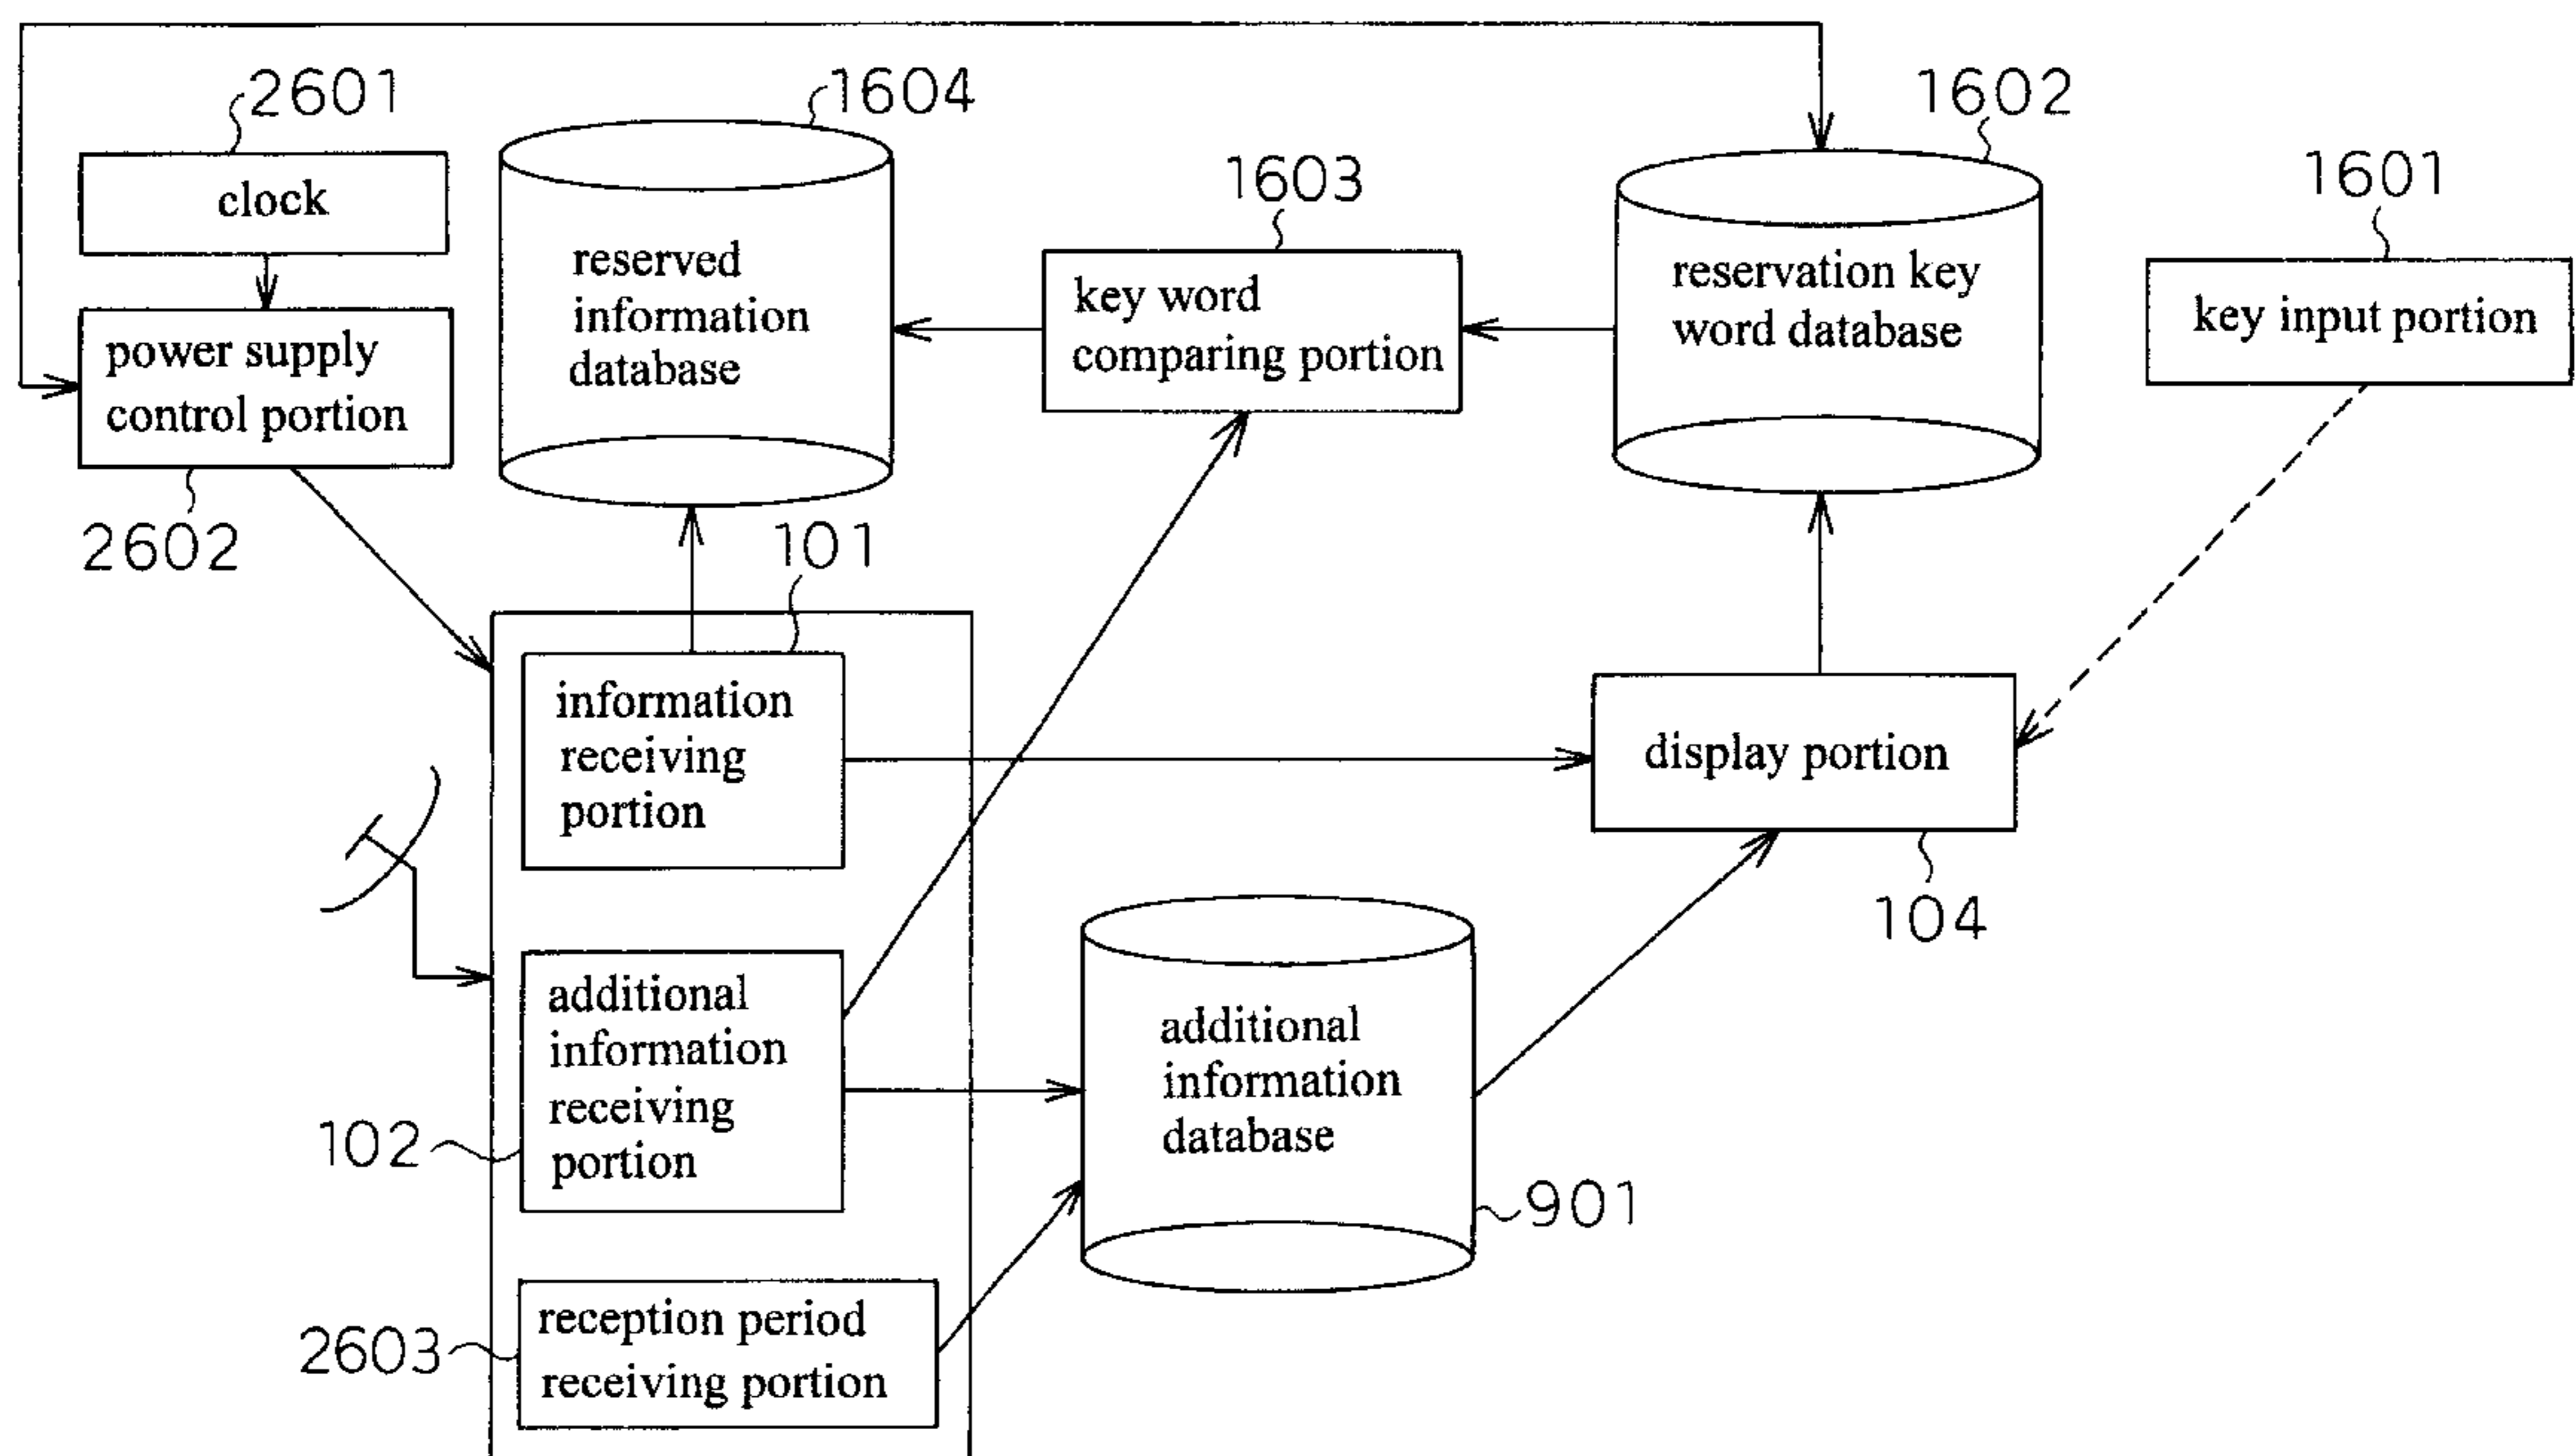 2601
1604
1602
clock
1603
1601
reserved
information
database
key word
comparing portion
reservation key
word database
key input portion
power supply
control portion
2602
101
information
receiving
portion
display portion
104
additional
information
receiving
portion
102
additional
information
database
901
reception period
receiving portion
2603